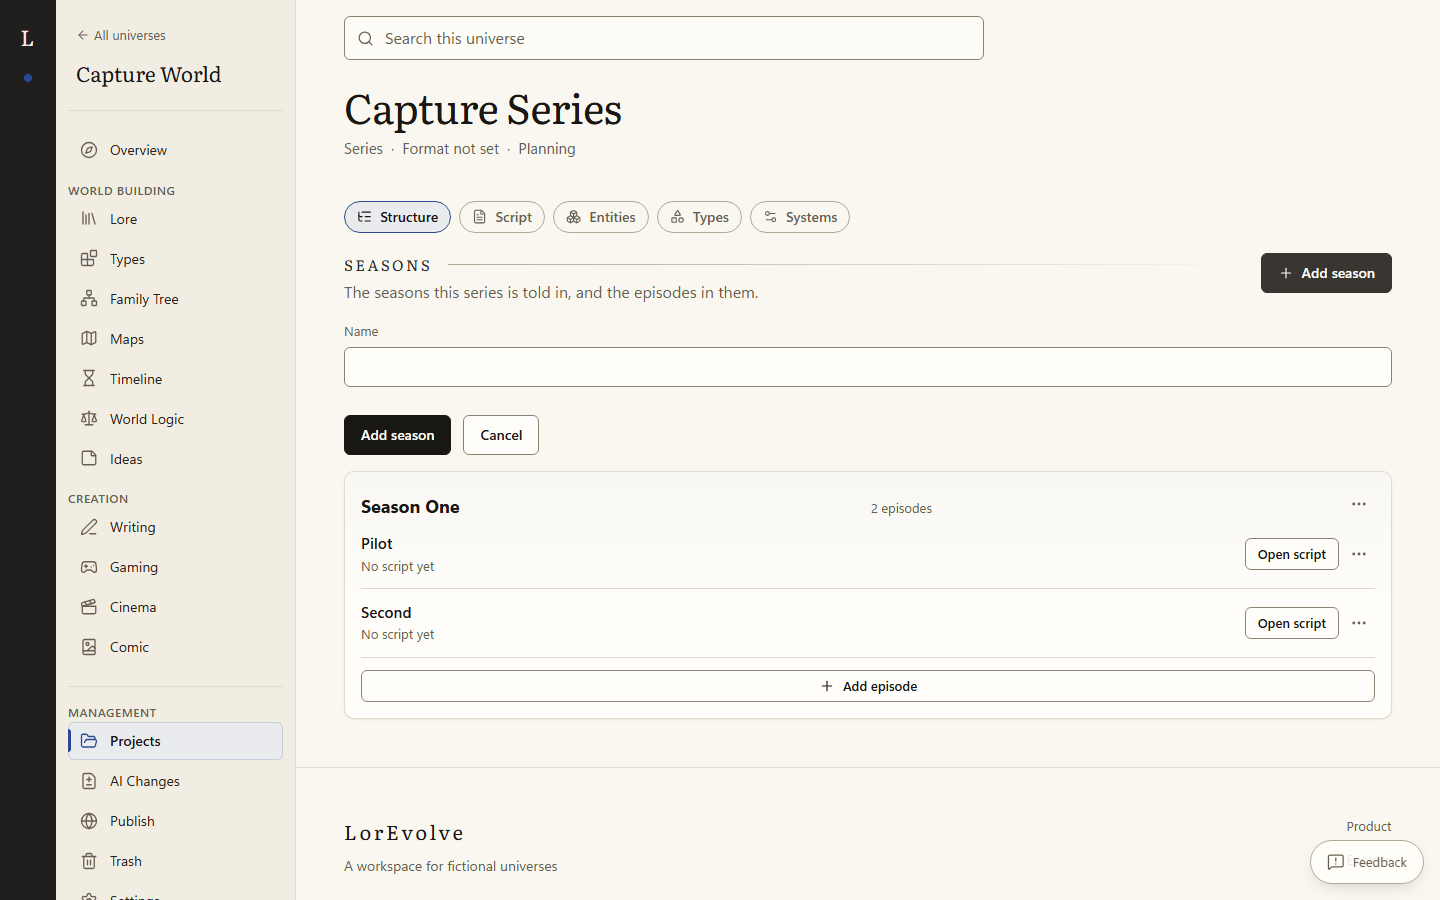 L
All universes
Capture World
Overview
WORLD BUILDING
Lore
Types
Family Tree
Maps
Timeline
World Logic
Ideas
CREATION
Writing
Gaming
Cinema
Comic
MANAGEMENT
Projects
AI Changes
Publish
Trash
Settings
Search this universe
Capture Series
Series · Format not set · Planning
Structure
Script
Entities
Types
Systems
SEASONS
Add season
The seasons this series is told in, and the episodes in them.
Name
Add season
Cancel
Season One
2 episodes
Pilot
No script yet
Open script
Second
No script yet
Open script
Add episode
LorEvolve
A workspace for fictional universes
Product
Feedback